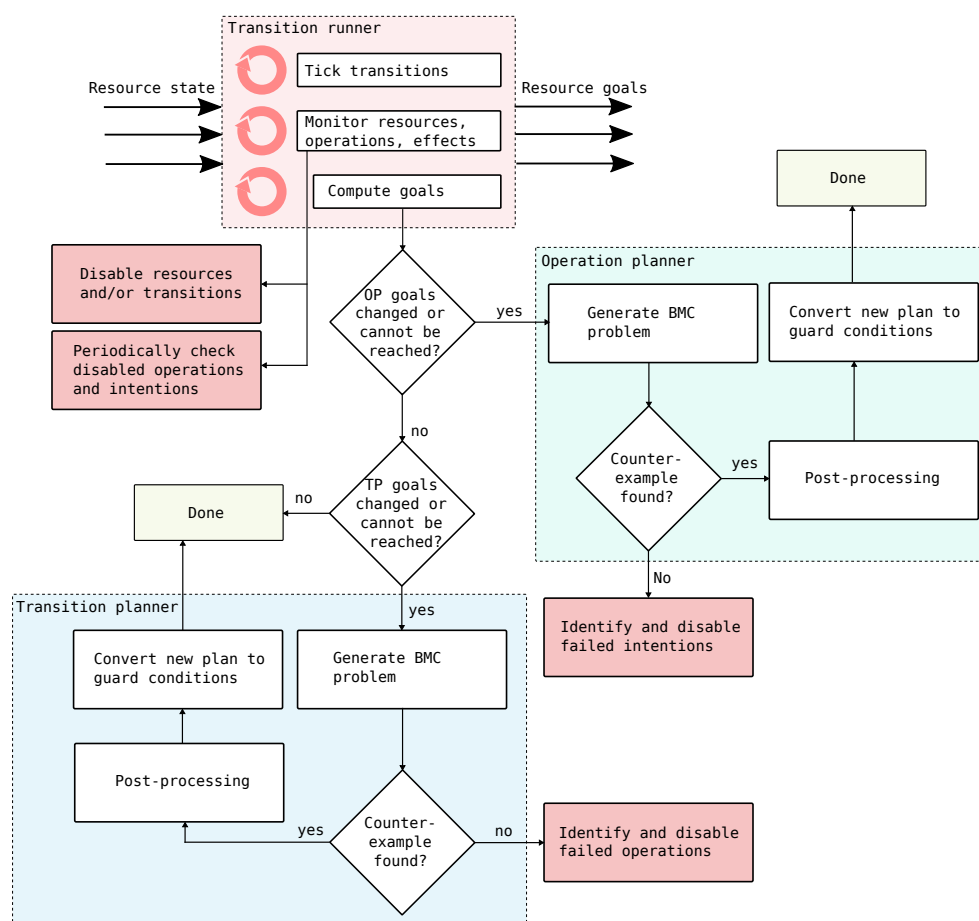 Transition runner
Tick transitions
Resource state
Resource goals
Monitor resources,
operations, effects
Compute goals
Done
Disable resources
and/or transitions
Periodically check
disabled operations
and intentions
OP goals
changed or
cannot be
reached?
yes
no
Operation planner
Generate BMC
problem
Convert new plan to
guard conditions
Counter-
example
found?
yes
Post-processing
No
Identify and disable
failed intentions
TP goals
changed or
cannot be
reached?
no
Done
yes
Transition planner
Convert new plan to
guard conditions
Generate BMC
problem
Post-processing
Counter-
example
found?
yes
no
Identify and disable
failed operations